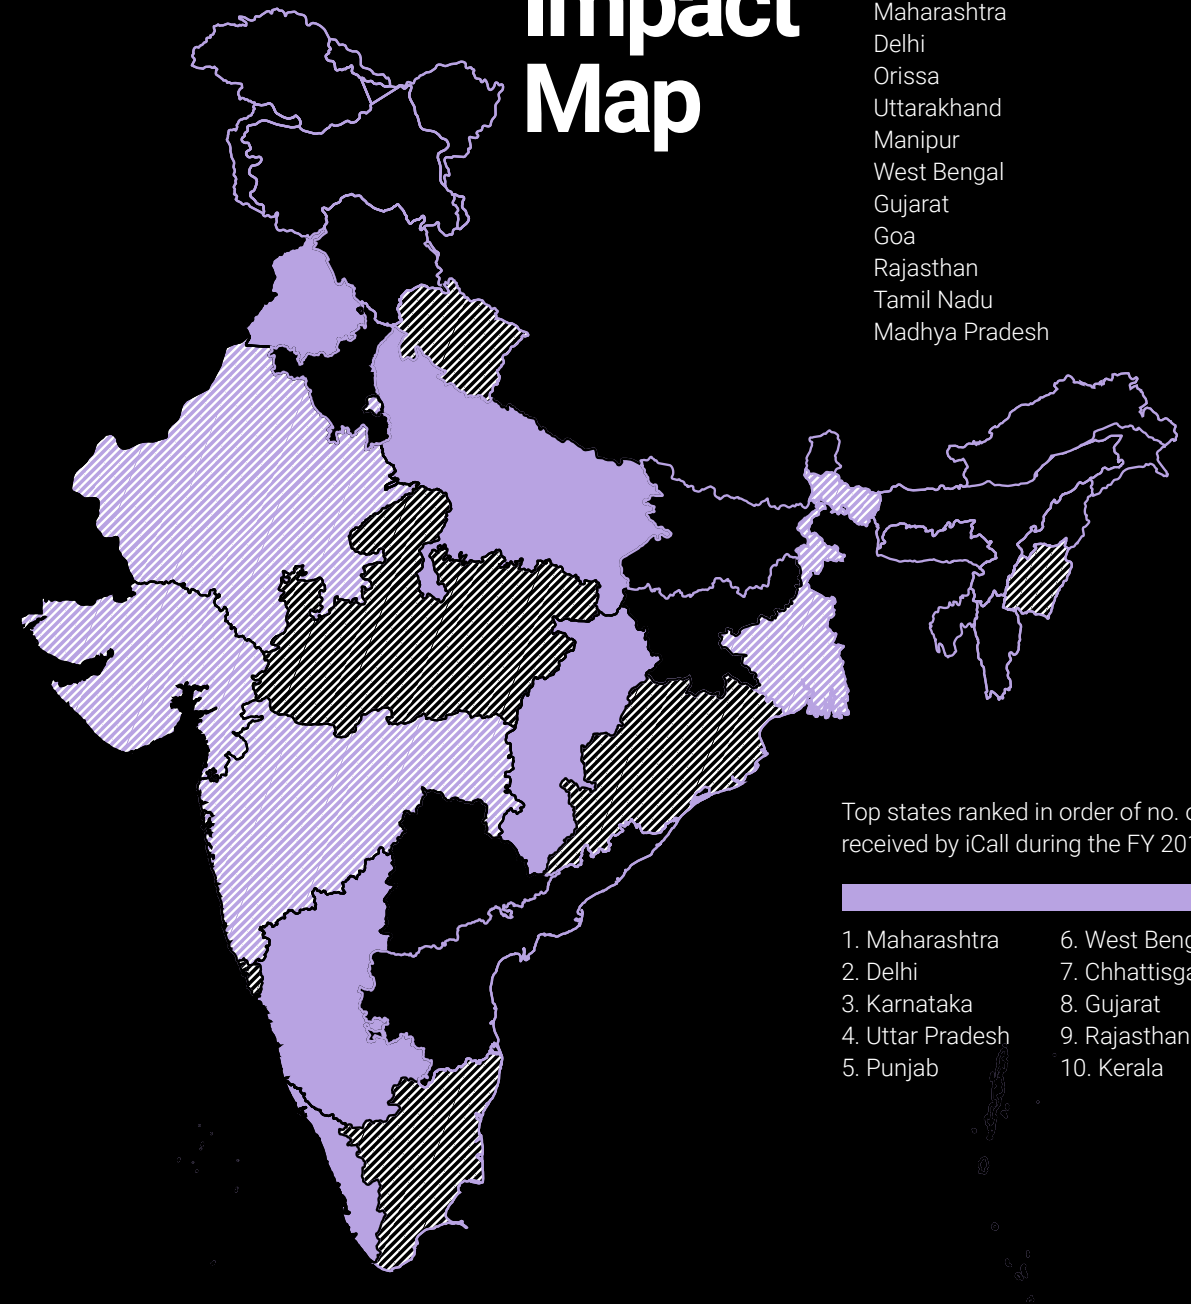 Impact
Map
Maharashtra
Delhi
Orissa
Uttarakhand
Manipur
West Bengal
Gujarat
Goa
Rajasthan
Tamil Nadu
Madhya Pradesh
Top states ranked in order of no.
received by iCall during the FY
1. Maharashtra
2. Delhi
3. Karnataka
4. Uttar Pradesh
5. Punjab
6. West
7.
8. Gujarat
9. Rajasthan
10. Kerala